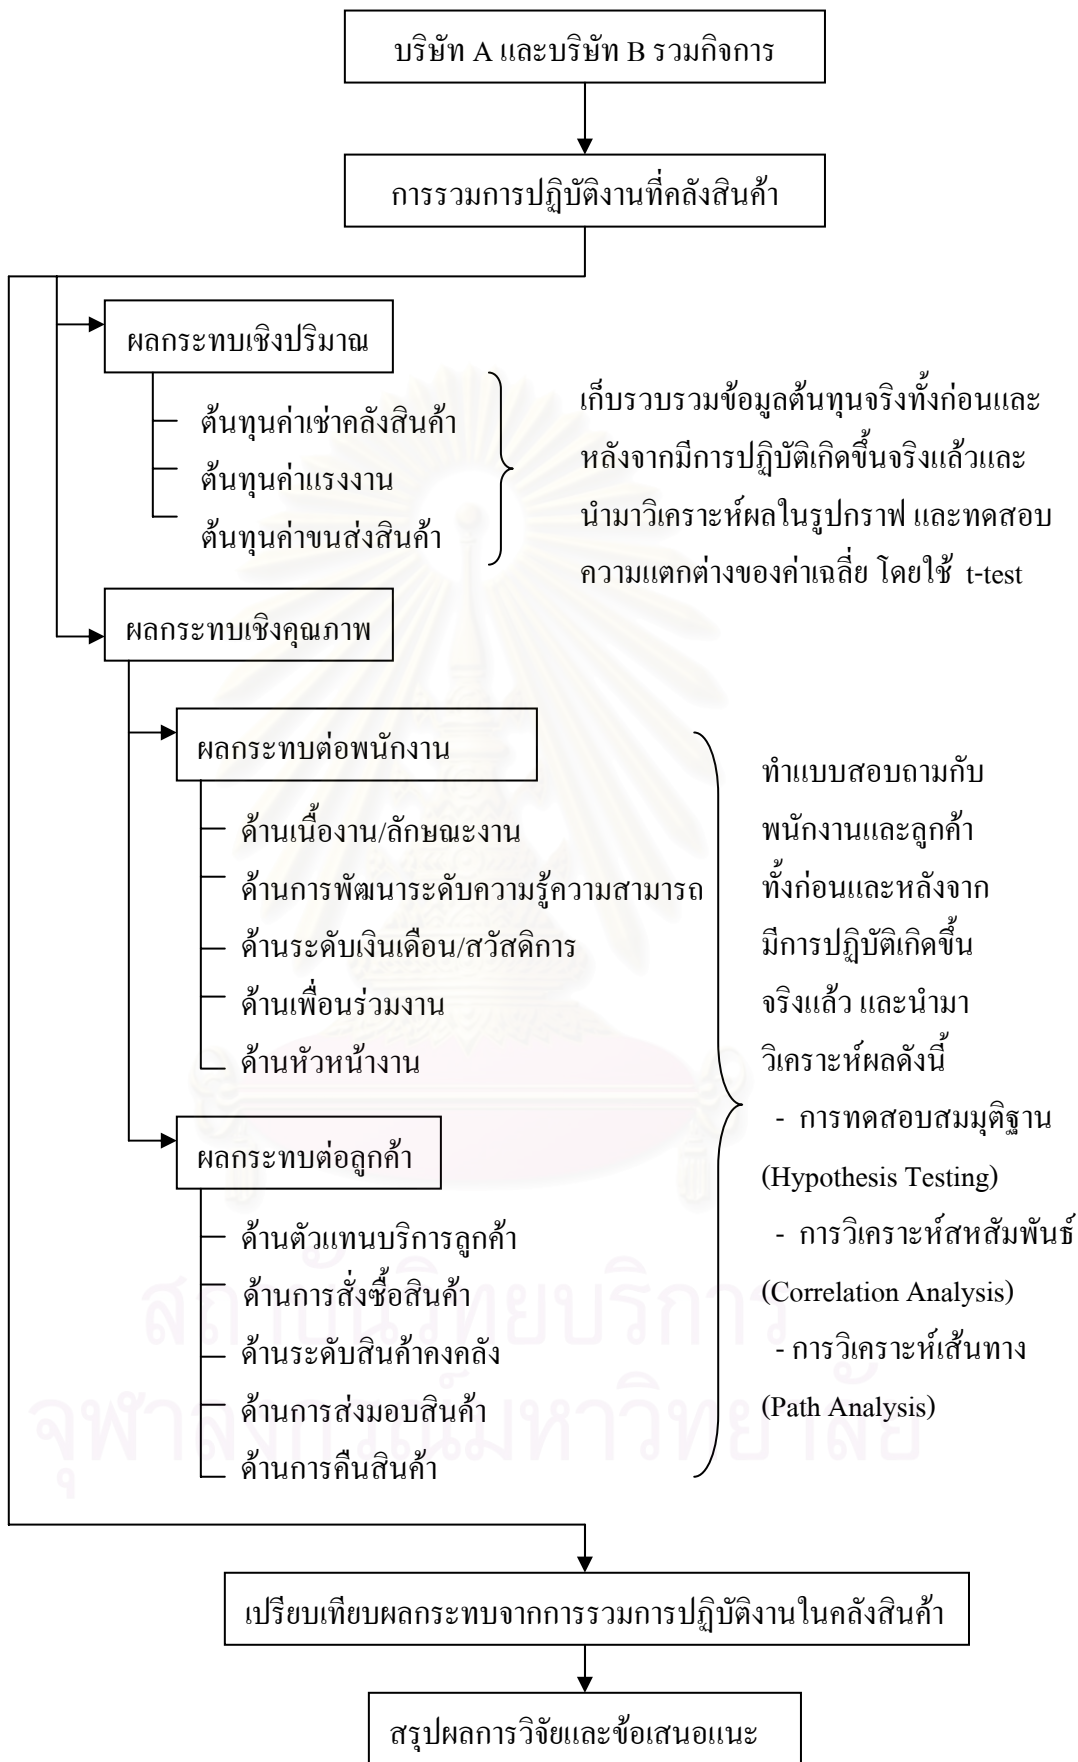 บริษัท A และบริษัท B รวมกิจการ
การรวมการปฏิบัติงานที่คลังสินค้า
ผลกระทบเชิงปริมาณ
ต้นทุนค่าเช่าคลังสินค้า
ต้นทุนค่าแรงงาน
ต้นทุนค่าขนส่งสินค้า
เก็บรวบรวมข้อมูลต้นทุนจริงทั้งก่อนและ
หลังจากมีการปฏิบัติเกิดขึ้นจริงแล้วและ
นำมาวิเคราะห์ผลในรูปกราฟ และทดสอบ
ความแตกต่างของค่าเฉลี่ย โดยใช้ t-test
ผลกระทบเชิงคุณภาพ
ผลกระทบต่อพนักงาน
ด้านเนื้องาน/ลักษณะงาน
ด้านการพัฒนาระดับความรู้ความสามารถ
ด้านระดับเงินเดือน/สวัสดิการ
ด้านเพื่อนร่วมงาน
ด้านหัวหน้างาน
ผลกระทบต่อลูกค้า
ด้านตัวแทนบริการลูกค้า
ด้านการสั่งซื้อสินค้า
ด้านระดับสินค้าคงคลัง
ด้านการส่งมอบสินค้า
ด้านการคืนสินค้า
ทำแบบสอบถามกับ
พนักงานและลูกค้า
ทั้งก่อนและหลังจาก
มีการปฏิบัติเกิดขึ้น
จริงแล้ว และนำมา
วิเคราะห์ผลดังนี้
- การทดสอบสมมุติฐาน
(Hypothesis Testing)
- การวิเคราะห์สหสัมพันธ์
(Correlation Analysis)
- การวิเคราะห์เส้นทาง
(Path Analysis)
สถาบันวิทยบริการ
จุฬาลงกรณ์มหาวิทยาลัย
เปรียบเทียบผลกระทบจากการรวมการปฏิบัติงานในคลังสินค้า
สรุปผลการวิจัยและข้อเสนอแนะ